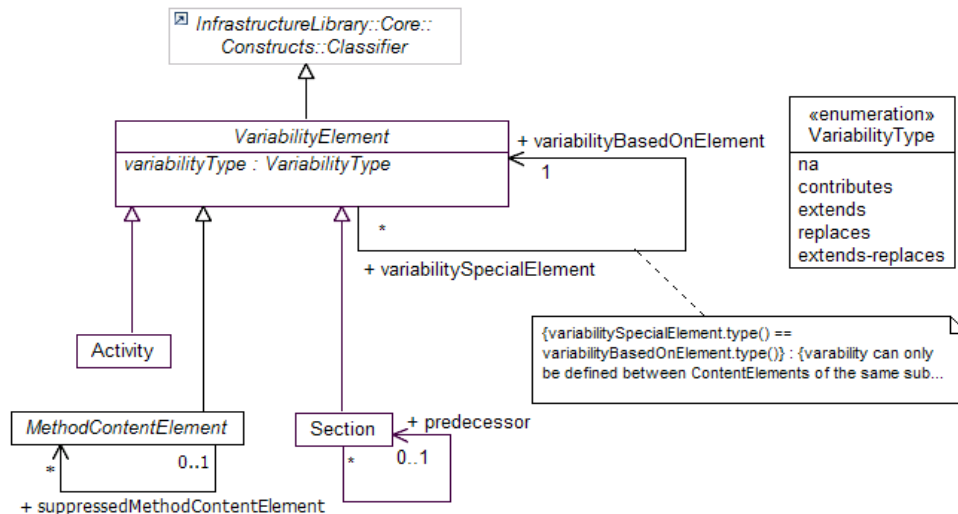 InfrastructureLibrary::Core::
Constructs::Classifier
VariabilityElement
variabilityType : VariabilityType
+ variabilityBasedOnElement
1
*
+ variabilitySpecialElement
«enumeration»
VariabilityType
na
contributes
extends
replaces
extends-replaces
{variabilitySpecialElement.type() ==
variabilityBasedOnElement.type()} : {varability can only
be defined between ContentElements of the same sub...
Activity
MethodContentElement
*
0..1
+ suppressedMethodContentElement
Section
+ predecessor
*
0..1